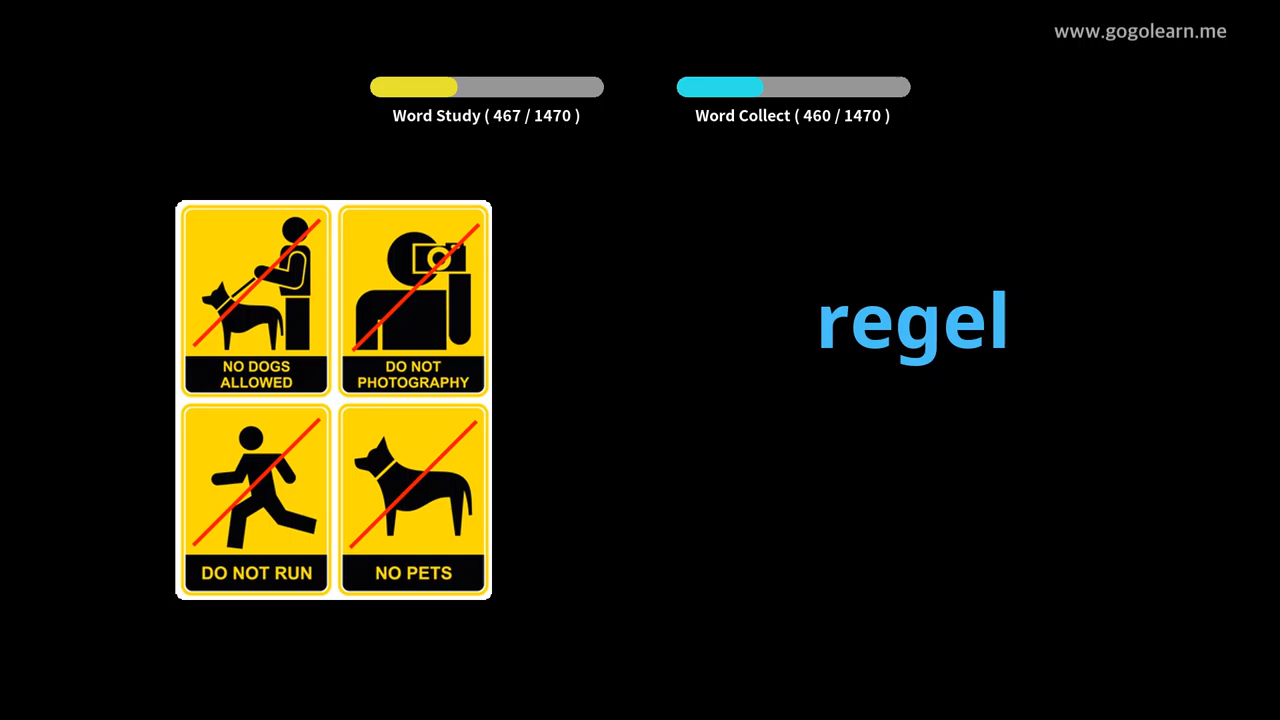 www.gogolearn.me
Word Study ( 467 / 1470 )
Word Collect ( 460 / 1470 )
NO DOGS
ALLOWED
DO NOT
PHOTOGRAPHY
regel
DO NOT RUN
NO PETS